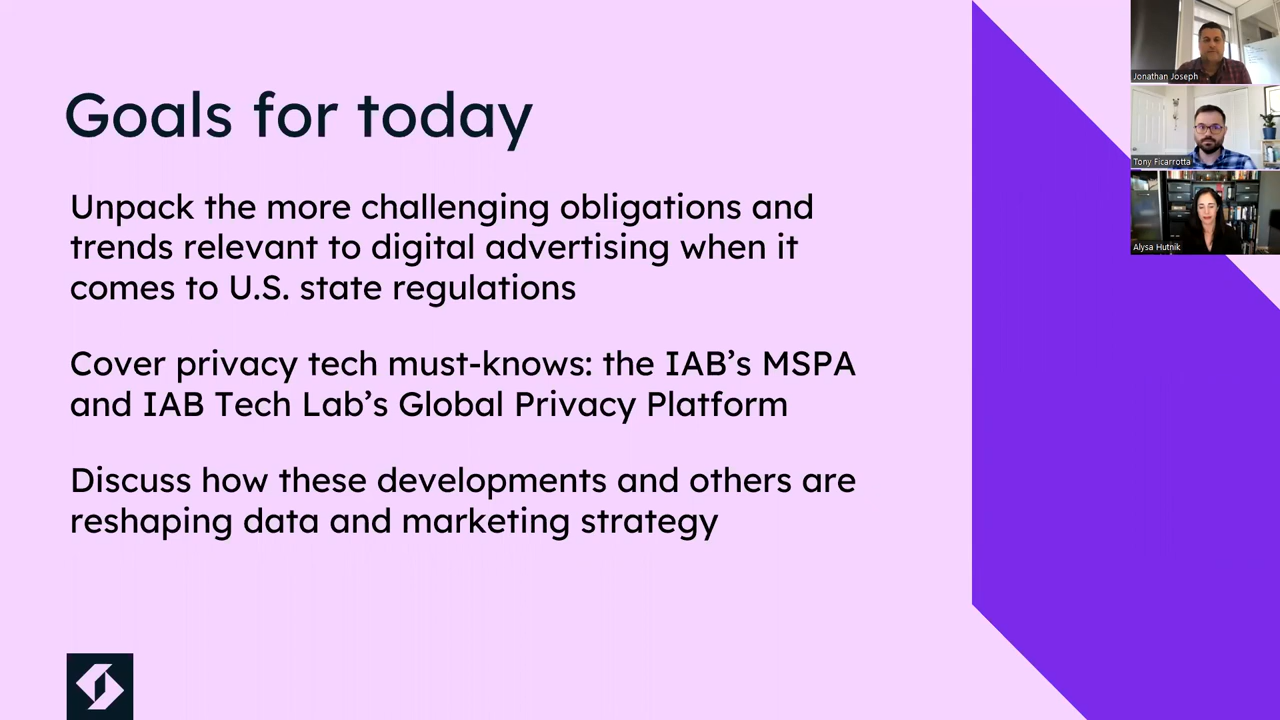 Goals for today
Unpack the more challenging obligations and
trends relevant to digital advertising when it
comes to U.S. state regulations
Cover privacy tech must-knows: the IAB’s MSPA
and IAB Tech Lab’s Global Privacy Platform
Discuss how these developments and others are
reshaping data and marketing strategy
Jonathan Joseph
Tony Ficarrotta
Alysa Hutnik